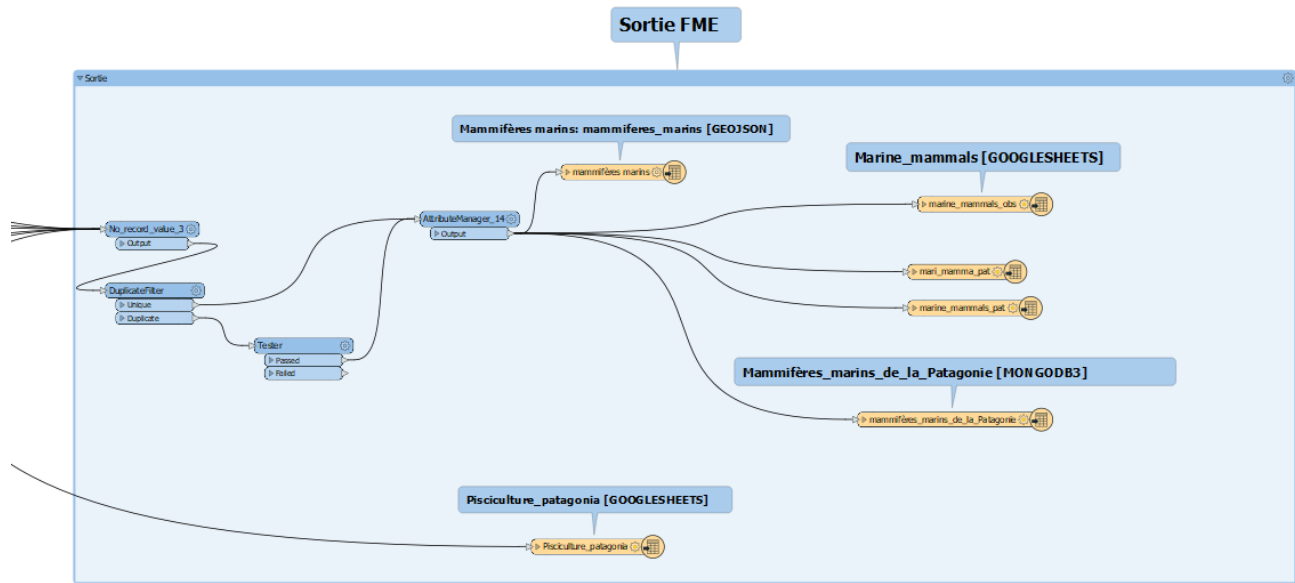 Sortie FME
Sortie
Mammifères marins: mammiferes_marins [GEOJSON]
mammifères marins
Marine_mammals [GOOGLESHEETS]
marine_mammals_obs
No_record_value_3
Output
AttributeManager_14
Output
mari_mamma_pat
DuplicateFilter
Unique
Duplicate
marine_mammals_pat
Tester
Passed
Failed
Mammifères_marins_de_la_Patagonie [MONGODB3]
mammifères_marins_de_la_Patagonie
Pisciculture_patagonia [GOOGLESHEETS]
Pisciculture_patagonia